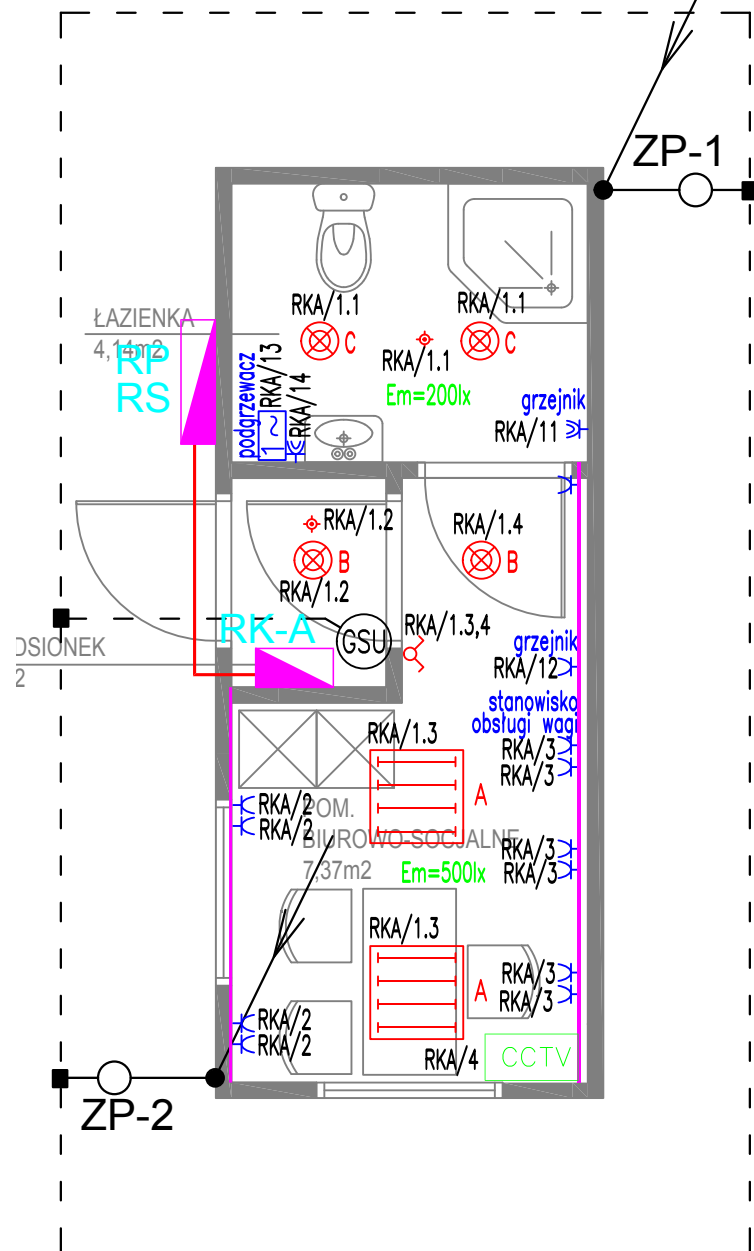 ZP-1
ŁAZIENKA
4,14m2
RP
RS
RKA/1.1
RKA/1.1
C
C
RKA/1.1
Em=200lx
podgrzewacz
RKA/13
RKA/14
1 ~
grzejnik
RKA/11
RKA/1.2
RKA/1.4
B
B
RKA/1.2
RK-A
GSU
RKA/1.3,4
OSIONEK
2
grzejnik
RKA/12
stanowisko
obsługi wagi
RKA/1.3
RKA/3
RKA/3
A
RKA/2
RKA/2
POM.
BIUROWO-SOCJALNE
7,37m2
Em=500lx
RKA/3
RKA/3
RKA/1.3
RKA/3
RKA/3
A
RKA/2
RKA/2
RKA/4
CCTV
ZP-2